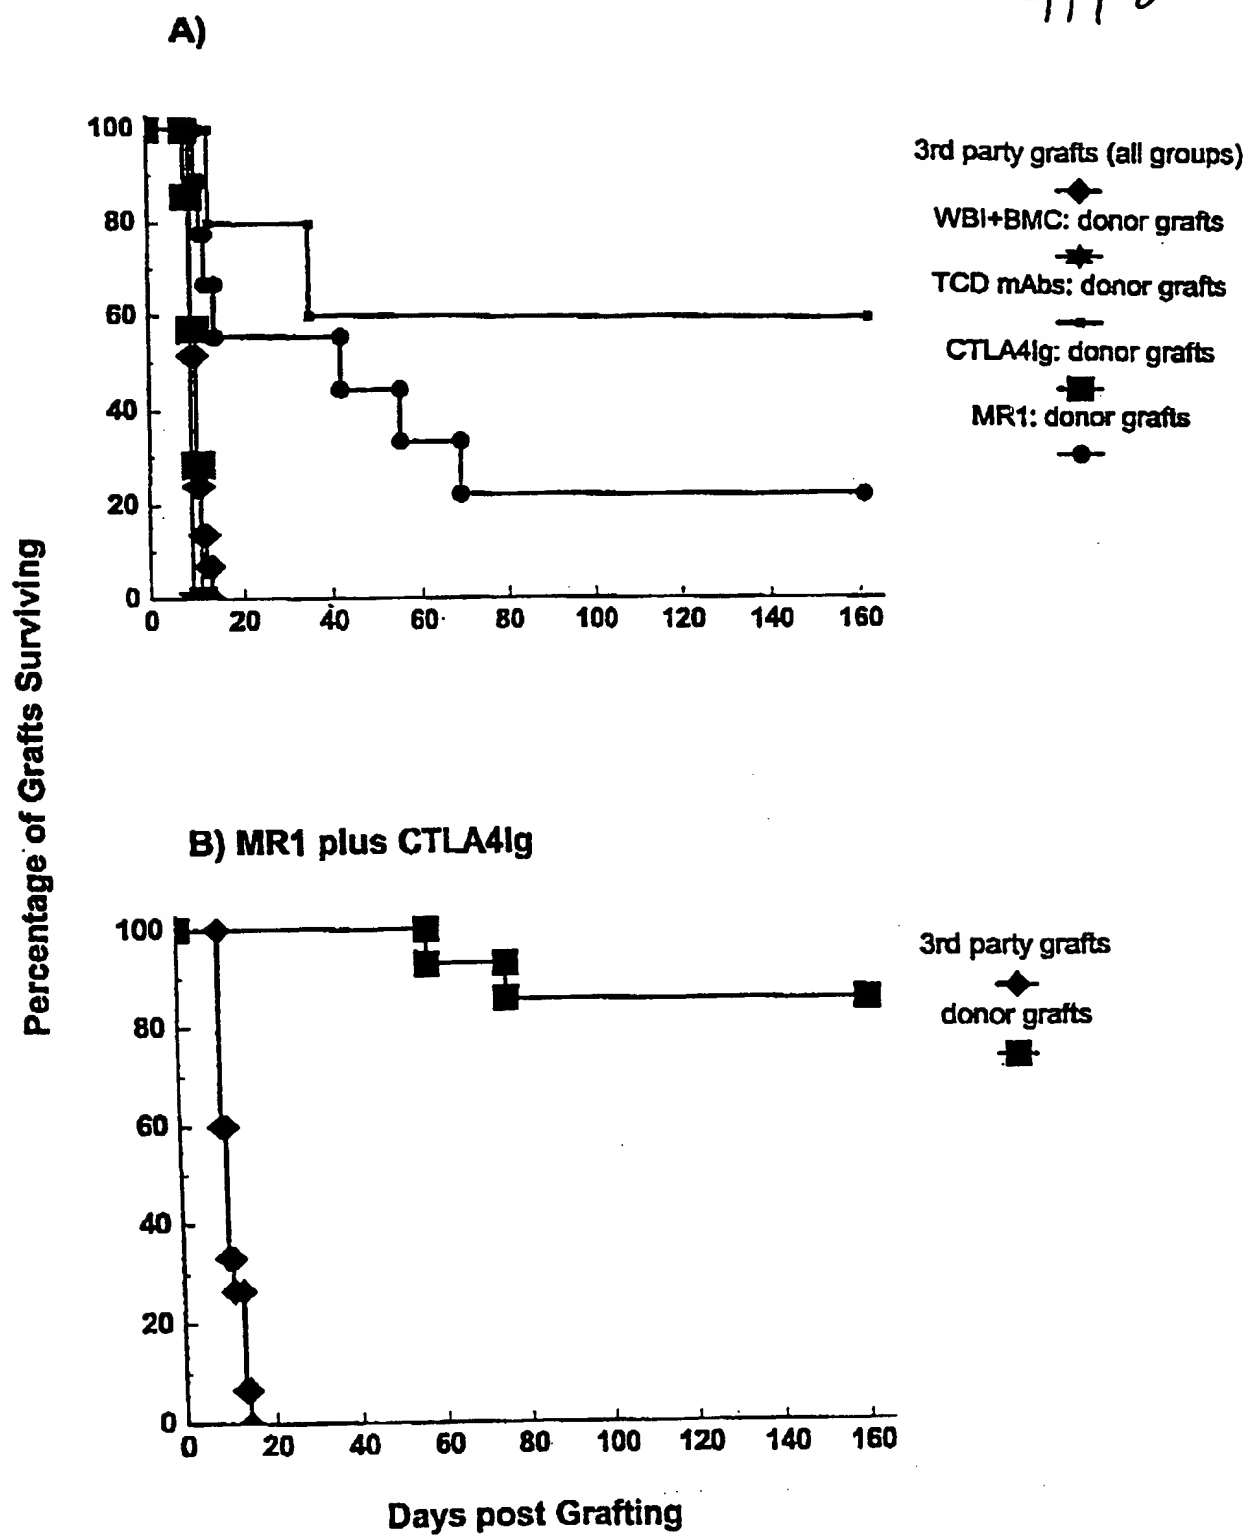 A)
100
80
60
40
20
0
0 20 40 60 80 100 120 140 160
3rd party grafts (all groups)
WBI+BMC: donor grafts
TCD mAbs: donor grafts
CTLA4Ig: donor grafts
MR1: donor grafts
Percentage of Grafts Surviving
B) MR1 plus CTLA4Ig
100
80
60
40
20
0
0 20 40 60 80 100 120 140 160
3rd party grafts
donor grafts
Days post Grafting